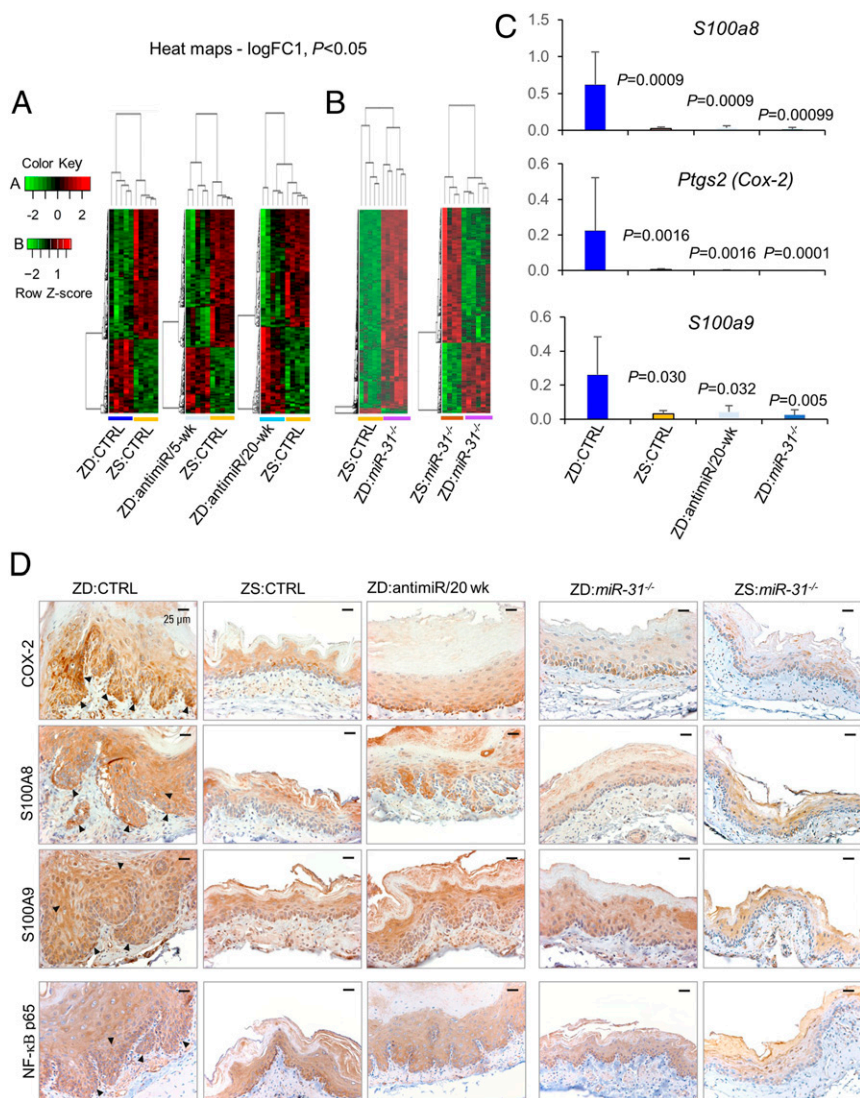 Heat maps - logFC1, P<0.05
A
B
Color Key
A
-2 0 2
B
-2 1
Row Z-score
ZD:CTRL
ZS:CTRL
ZD:antimiR/5-wk
ZS:CTRL
ZD:antimiR/20-wk
ZS:CTRL
ZS:CTRL
ZD:miR-31-/-
ZS:miR-31-/-
ZD:miR-31-/-
C
S100a8
1.5
1.0
0.5
0.0
P=0.0009
P=0.0009
P=0.00099
Ptgs2 (Cox-2)
0.6
0.4
0.2
0.0
P=0.0016
P=0.0016
P=0.0001
S100a9
0.6
0.4
0.2
0.0
P=0.030
P=0.032
P=0.005
ZD:CTRL
ZS:CTRL
ZD:antimiR/20-wk
ZD:miR-31-/-
D
ZD:CTRL
ZS:CTRL
ZD:antimiR/20 wk
ZD:miR-31-/-
ZS:miR-31-/-
25 µm
COX-2
S100A8
S100A9
NF-κB p65